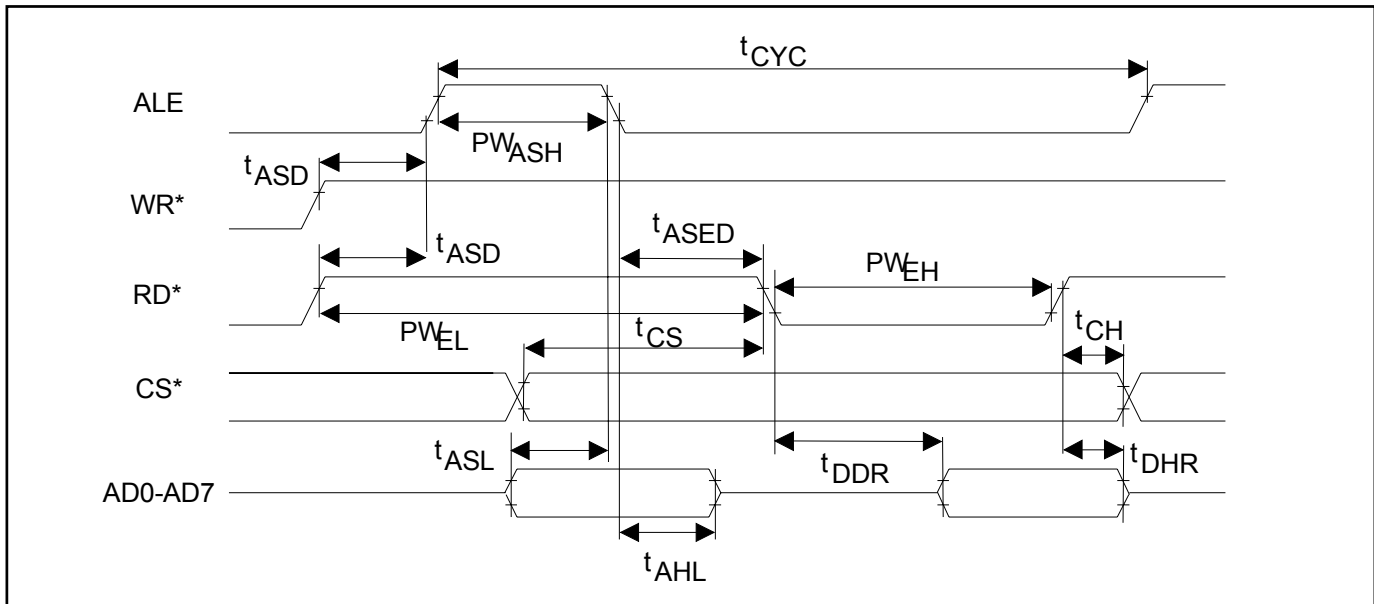 tCYC
ALE
PWASH
tASD
WR*
tASED
tASD
PWEH
RD*
PWEL
tCS
tCH
CS*
tASL
tDDR
tDHR
AD0-AD7
tAHL